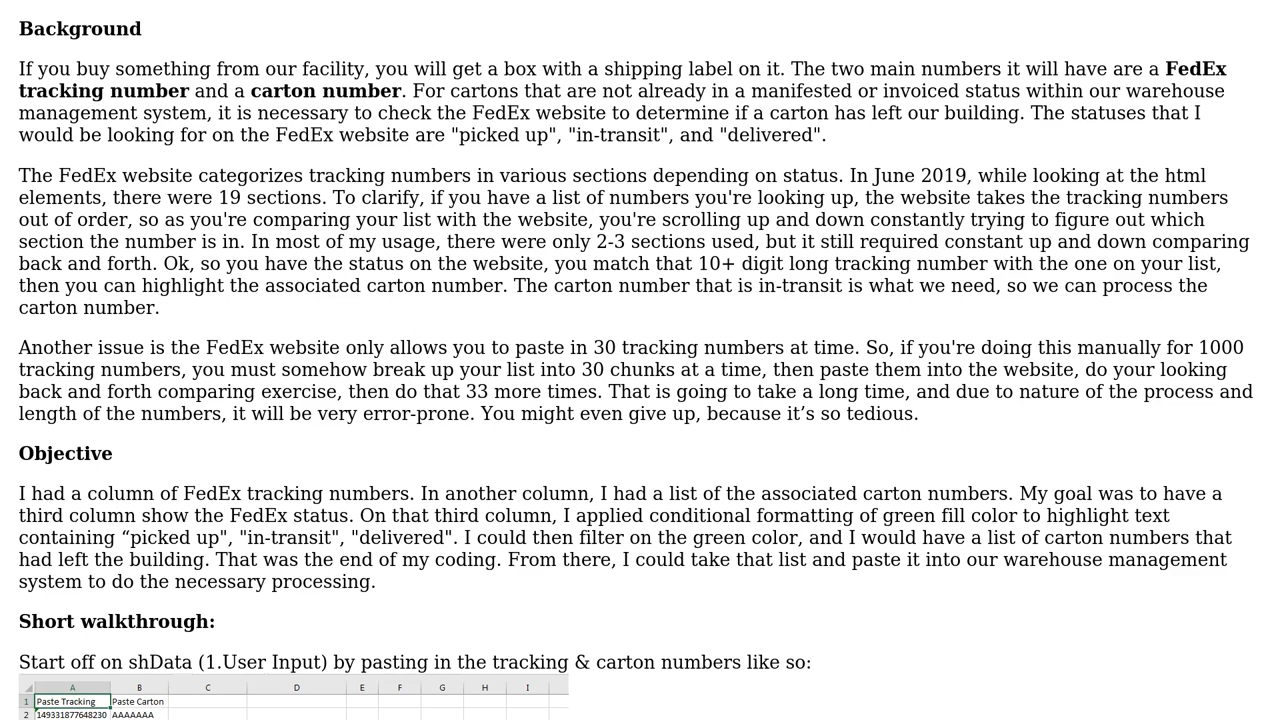 Background
If you buy something from our facility, you will get a box with a shipping label on it. The two main numbers it will have are a FedEx
tracking number and a carton number. For cartons that are not already in a manifested or invoiced status within our warehouse
management system, it is necessary to check the FedEx website to determine if a carton has left our building. The statuses that I
would be looking for on the FedEx website are "picked up", "in-transit", and "delivered".
The FedEx website categorizes tracking numbers in various sections depending on status. In June 2019, while looking at the html
elements, there were 19 sections. To clarify, if you have a list of numbers you're looking up, the website takes the tracking numbers
out of order, so as you're comparing your list with the website, you're scrolling up and down constantly trying to figure out which
section the number is in. In most of my usage, there were only 2-3 sections used, but it still required constant up and down comparing
back and forth. Ok, so you have the status on the website, you match that 10+ digit long tracking number with the one on your list,
then you can highlight the associated carton number. The carton number that is in-transit is what we need, so we can process the
carton number.
Another issue is the FedEx website only allows you to paste in 30 tracking numbers at time. So, if you're doing this manually for 1000
tracking numbers, you must somehow break up your list into 30 chunks at a time, then paste them into the website, do your looking
back and forth comparing exercise, then do that 33 more times. That is going to take a long time, and due to nature of the process and
length of the numbers, it will be very error-prone. You might even give up, because it’s so tedious.
Objective
I had a column of FedEx tracking numbers. In another column, I had a list of the associated carton numbers. My goal was to have a
third column show the FedEx status. On that third column, I applied conditional formatting of green fill color to highlight text
containing “picked up", "in-transit", "delivered". I could then filter on the green color, and I would have a list of carton numbers that
had left the building. That was the end of my coding. From there, I could take that list and paste it into our warehouse management
system to do the necessary processing.
Short walkthrough:
Start off on shData (1.User Input) by pasting in the tracking & carton numbers like so:
A B C D E F G H I
1 Paste Tracking Paste Carton
2 149331877648230 AAAAAAA